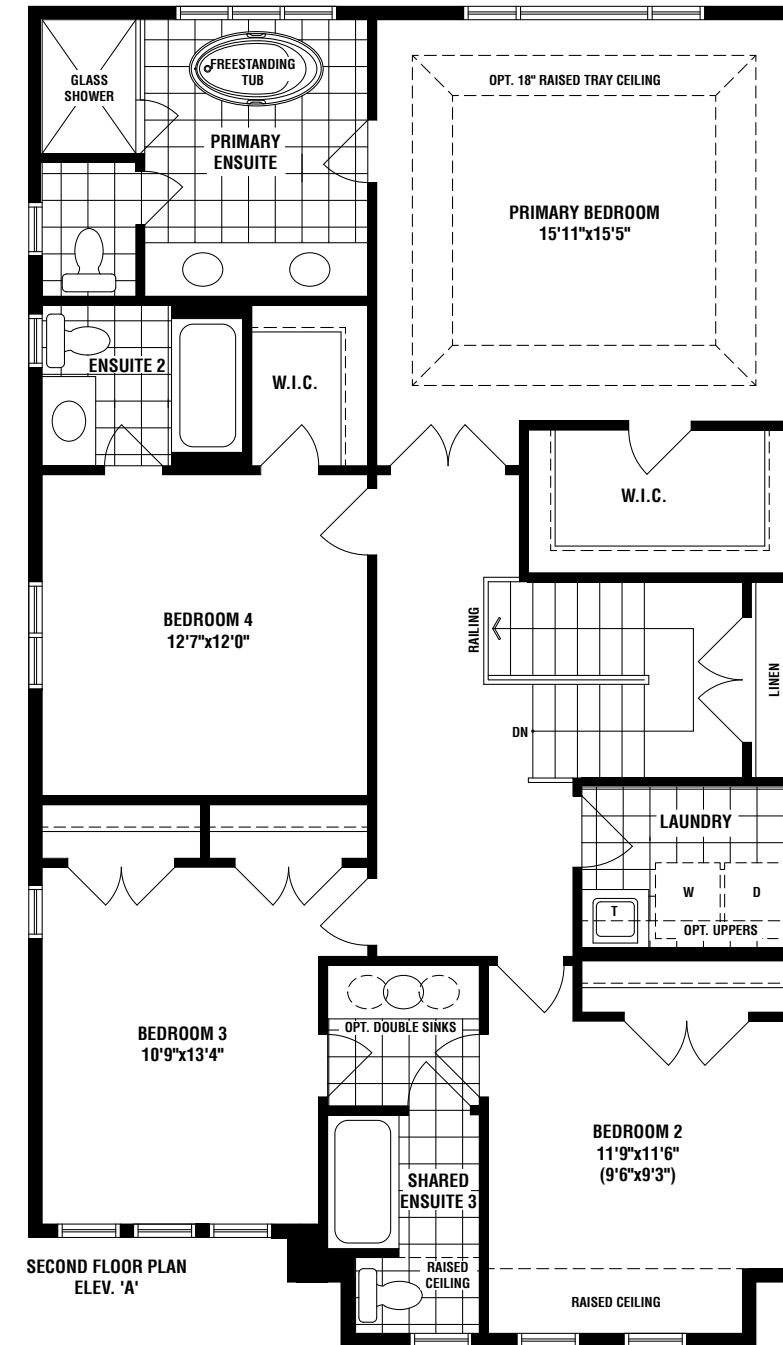 GLASS
SHOWER
FREESTANDING
TUB
OPT. 18" RAISED TRAY CEILING
PRIMARY
ENSUITE
PRIMARY BEDROOM
15'11"x15'5"
ENSUITE 2
W.I.C.
W.I.C.
BEDROOM 4
12'7"x12'0"
RAILING
LINEN
DN
LAUNDRY
W
D
T
OPT. UPPERS
OPT. DOUBLE SINKS
BEDROOM 3
10'9"x13'4"
BEDROOM 2
11'9"x11'6"
(9'6"x9'3")
SHARED
ENSUITE 3
RAISED
CEILING
RAISED CEILING
SECOND FLOOR PLAN
ELEV. 'A'